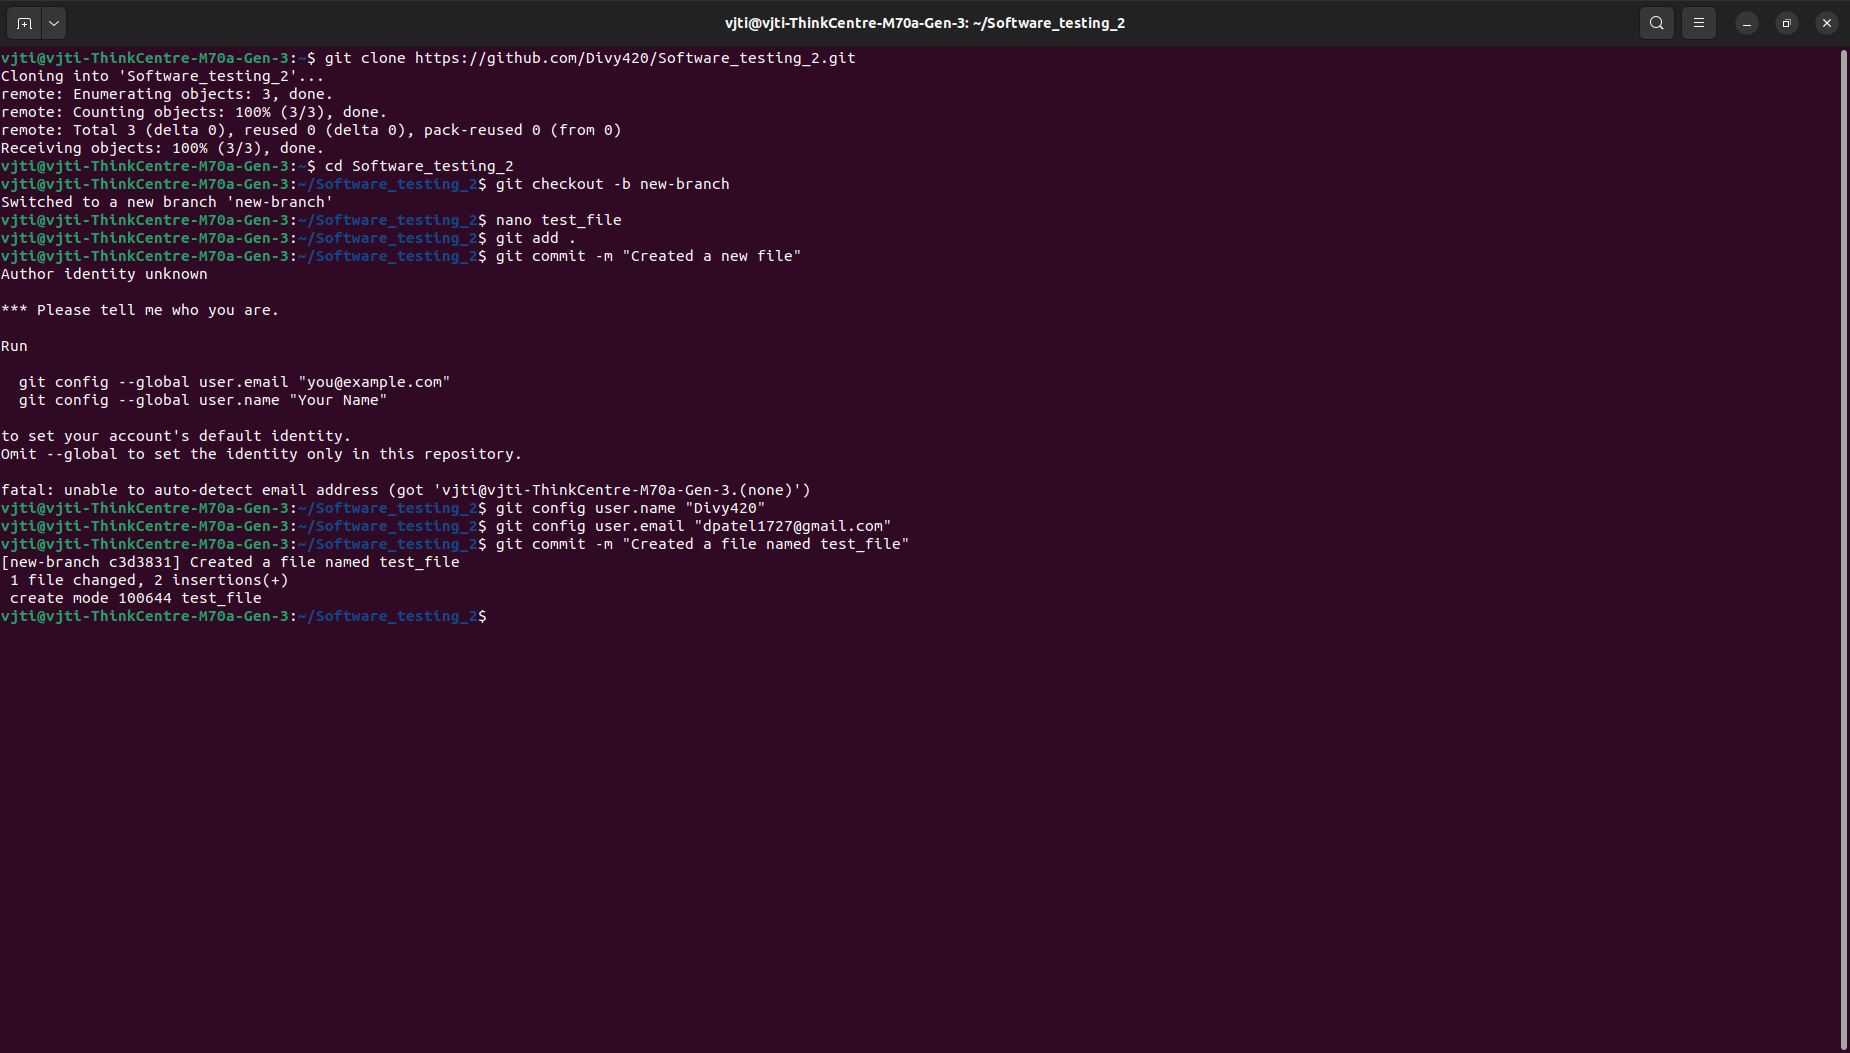 vjti@vjti-ThinkCentre-M70a-Gen-3: ~/Software_testing_2
vjti@vjti-ThinkCentre-M70a-Gen-3:~$ git clone https://github.com/Divy420/Software_testing_2.git
Cloning into 'Software_testing_2'...
remote: Enumerating objects: 3, done.
remote: Counting objects: 100% (3/3), done.
remote: Total 3 (delta 0), reused 0 (delta 0), pack-reused 0 (from 0)
Receiving objects: 100% (3/3), done.
vjti@vjti-ThinkCentre-M70a-Gen-3:~$ cd Software_testing_2
vjti@vjti-ThinkCentre-M70a-Gen-3:~/Software_testing_2$ git checkout -b new-branch
Switched to a new branch 'new-branch'
vjti@vjti-ThinkCentre-M70a-Gen-3:~/Software_testing_2$ nano test_file
vjti@vjti-ThinkCentre-M70a-Gen-3:~/Software_testing_2$ git add .
vjti@vjti-ThinkCentre-M70a-Gen-3:~/Software_testing_2$ git commit -m "Created a new file"
Author identity unknown

*** Please tell me who you are.

Run

  git config --global user.email "you@example.com"
  git config --global user.name "Your Name"

to set your account's default identity.
Omit --global to set the identity only in this repository.

fatal: unable to auto-detect email address (got 'vjti@vjti-ThinkCentre-M70a-Gen-3.(none)')
vjti@vjti-ThinkCentre-M70a-Gen-3:~/Software_testing_2$ git config user.name "Divy420"
vjti@vjti-ThinkCentre-M70a-Gen-3:~/Software_testing_2$ git config user.email "dpatel1727@gmail.com"
vjti@vjti-ThinkCentre-M70a-Gen-3:~/Software_testing_2$ git commit -m "Created a file named test_file"
[new-branch c3d3831] Created a file named test_file
 1 file changed, 2 insertions(+)
 create mode 100644 test_file
vjti@vjti-ThinkCentre-M70a-Gen-3:~/Software_testing_2$